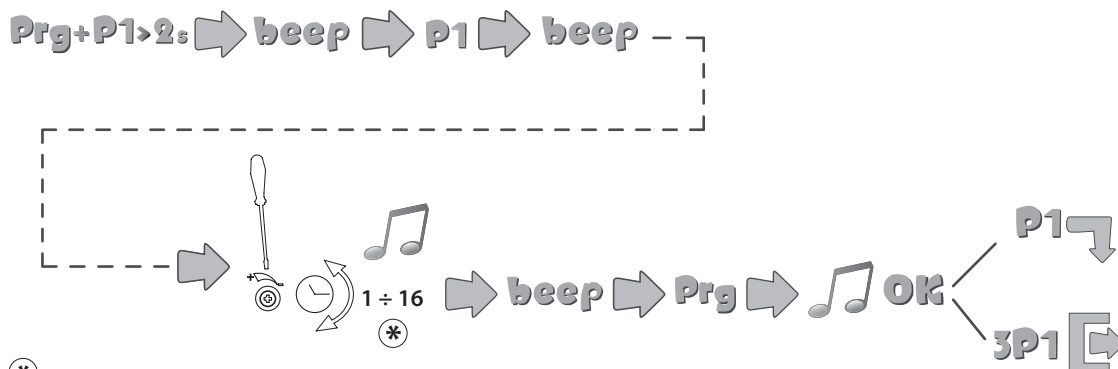 Prg+P1>2s beep P1 beep
P1
+ -
1 ÷ 16 beep Prg OK
*
3P1
*